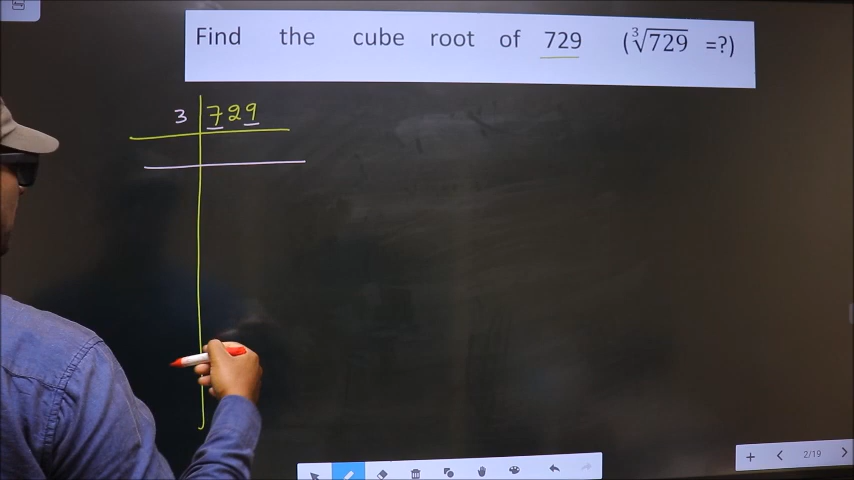 Find the cube root of 729 (∛729 =?)
3 729
2/19